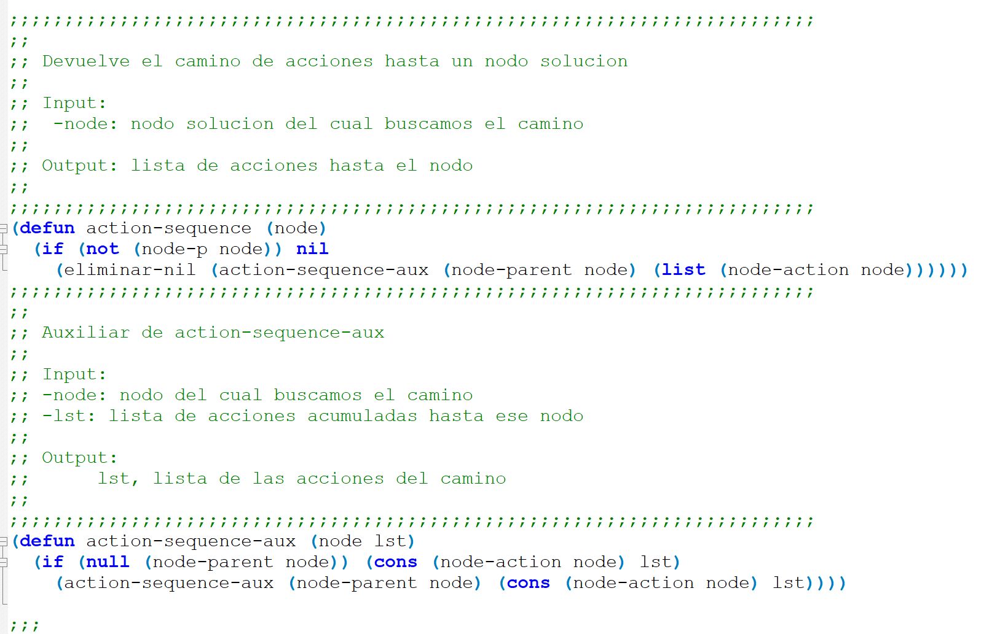 ;;;;;;;;;;;;;;;;;;;;;;;;;;;;;;;;;;;;;;;;;;;;;;;;;;;;;;;;;;;;;;;;;;;;;;;;;
;;
;; Devuelve el camino de acciones hasta un nodo solucion
;;
;; Input:
;;  -node: nodo solucion del cual buscamos el camino
;;
;; Output: lista de acciones hasta el nodo
;;
;;;;;;;;;;;;;;;;;;;;;;;;;;;;;;;;;;;;;;;;;;;;;;;;;;;;;;;;;;;;;;;;;;;;;;;;;
(defun action-sequence (node)
  (if (not (node-p node)) nil
    (eliminar-nil (action-sequence-aux (node-parent node) (list (node-action node))))))
;;;;;;;;;;;;;;;;;;;;;;;;;;;;;;;;;;;;;;;;;;;;;;;;;;;;;;;;;;;;;;;;;;;;;;;;;
;;
;; Auxiliar de action-sequence-aux
;;
;; Input:
;; -node: nodo del cual buscamos el camino
;; -lst: lista de acciones acumuladas hasta ese nodo
;;
;; Output:
;;      lst, lista de las acciones del camino
;;
;;;;;;;;;;;;;;;;;;;;;;;;;;;;;;;;;;;;;;;;;;;;;;;;;;;;;;;;;;;;;;;;;;;;;;;;;
(defun action-sequence-aux (node lst)
  (if (null (node-parent node)) (cons (node-action node) lst)
    (action-sequence-aux (node-parent node) (cons (node-action node) lst))))
;;;